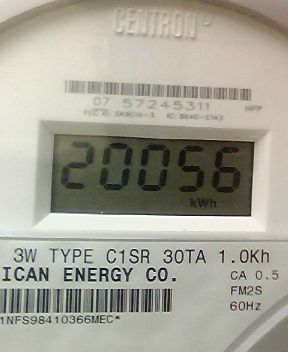 CENTRON®
07 57245311
20056
kWh
3W TYPE C1SR 30TA 1.0Kh
ICAN ENERGY CO.
CA 0.5
FM2S
60Hz
1NFS98410366MEC*